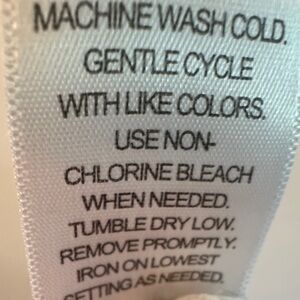 MACHINE WASH COLD.
GENTLE CYCLE
WITH LIKE COLORS.
USE NON-
CHLORINE BLEACH
WHEN NEEDED.
TUMBLE DRY LOW.
REMOVE PROMPTLY.
IRON ON LOWEST
SETTING AS NEEDED.